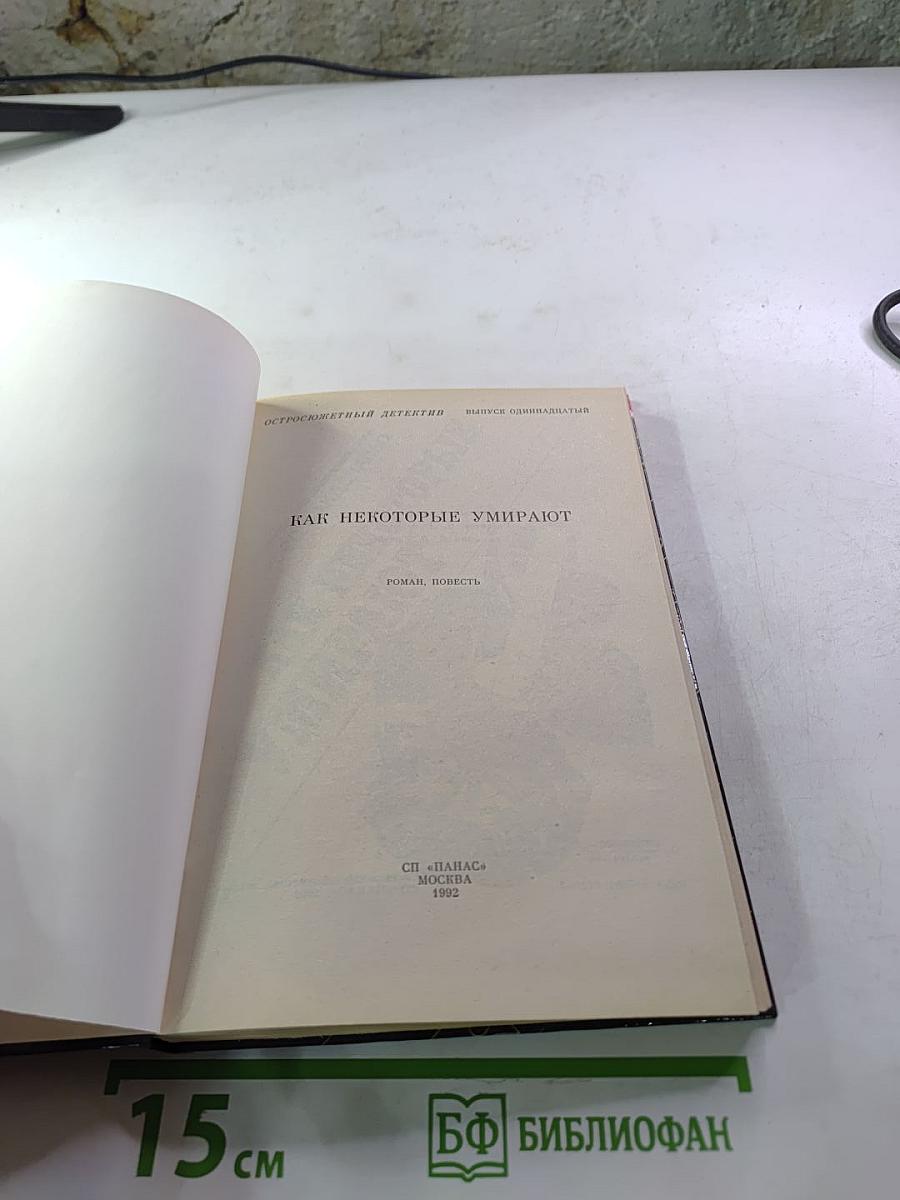 ОСТРОСЮЖЕТНЫЙ ДЕТЕКТИВ ВЫПУСК ОДИННАДЦАТЫЙ
КАК НЕКОТОРЫЕ УМИРАЮТ
РОМАН, ПОВЕСТЬ
СП «ПАНАС»
МОСКВА
1992
15 см
БФ БИБЛИОФАН